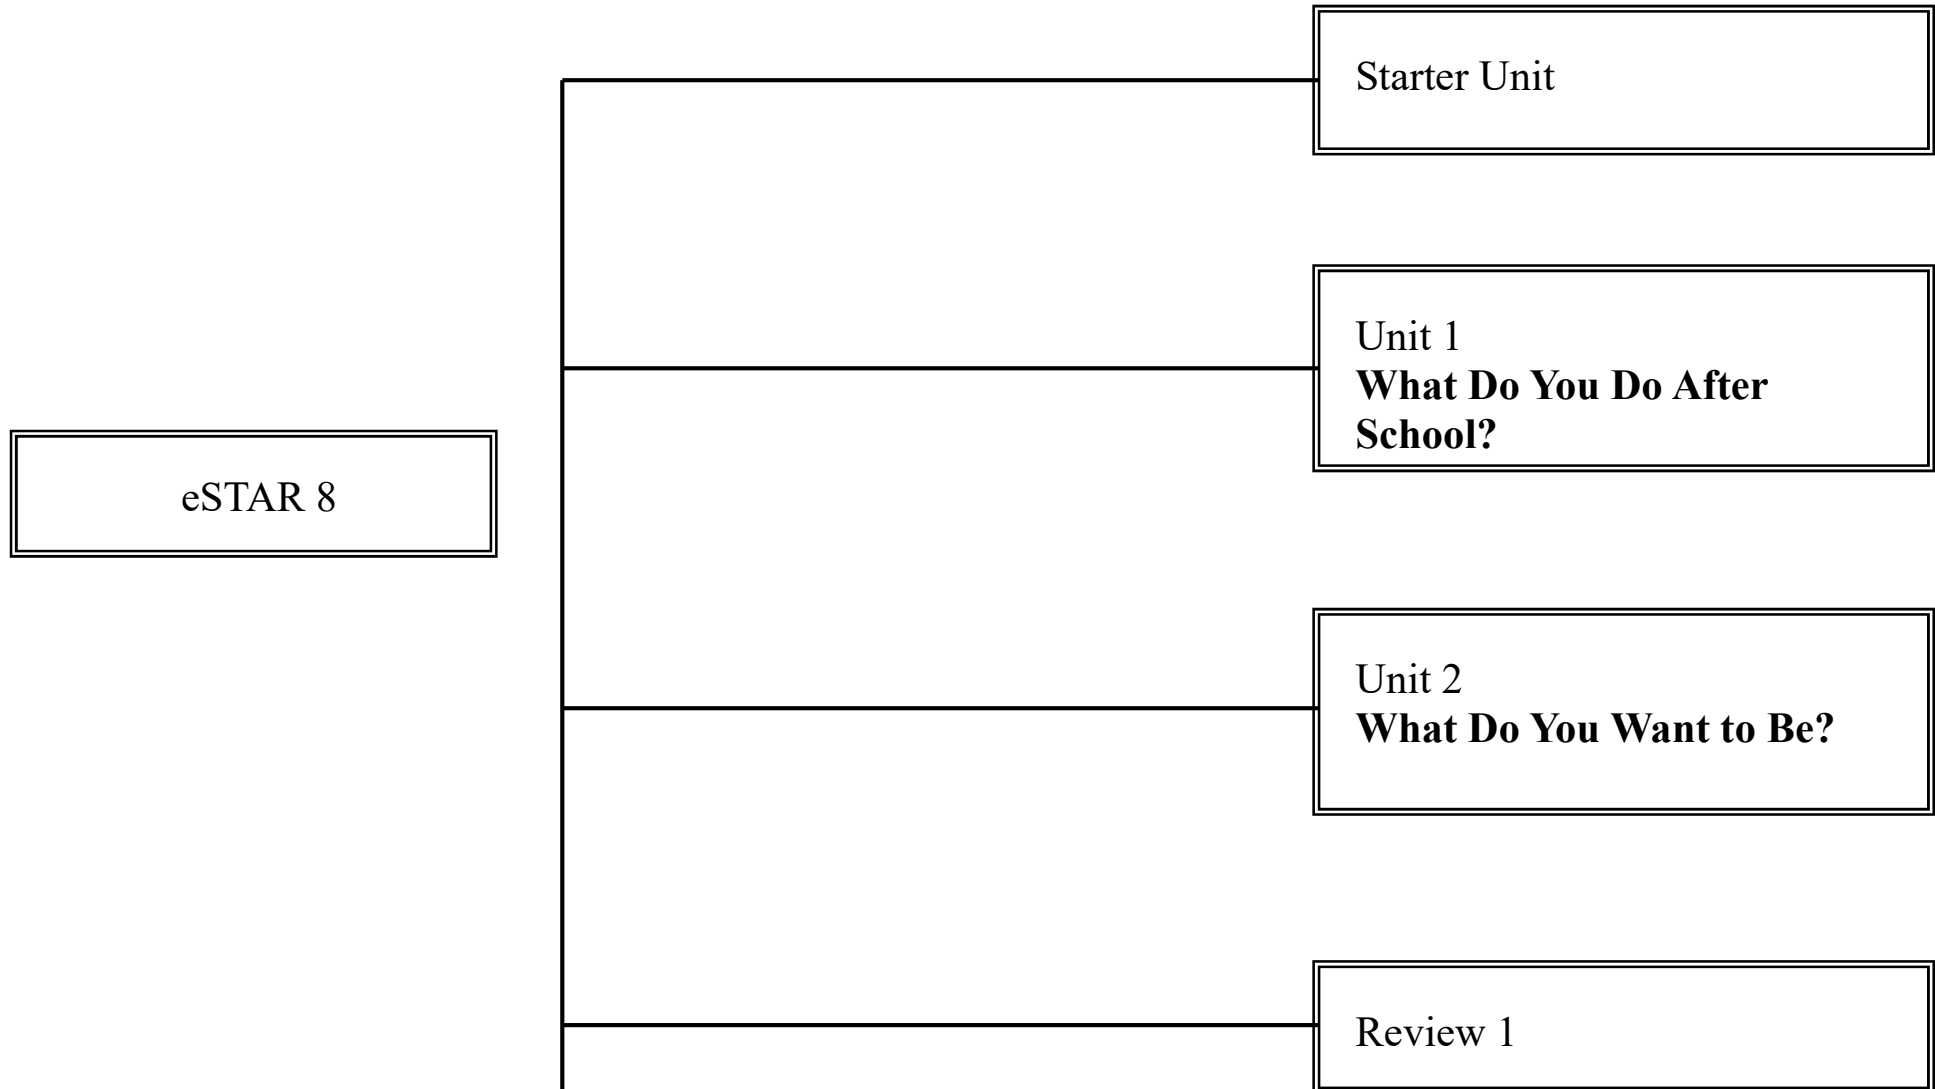 Starter Unit
Unit 1
What Do You Do After
School?
eSTAR 8
Unit 2
What Do You Want to Be?
Review 1